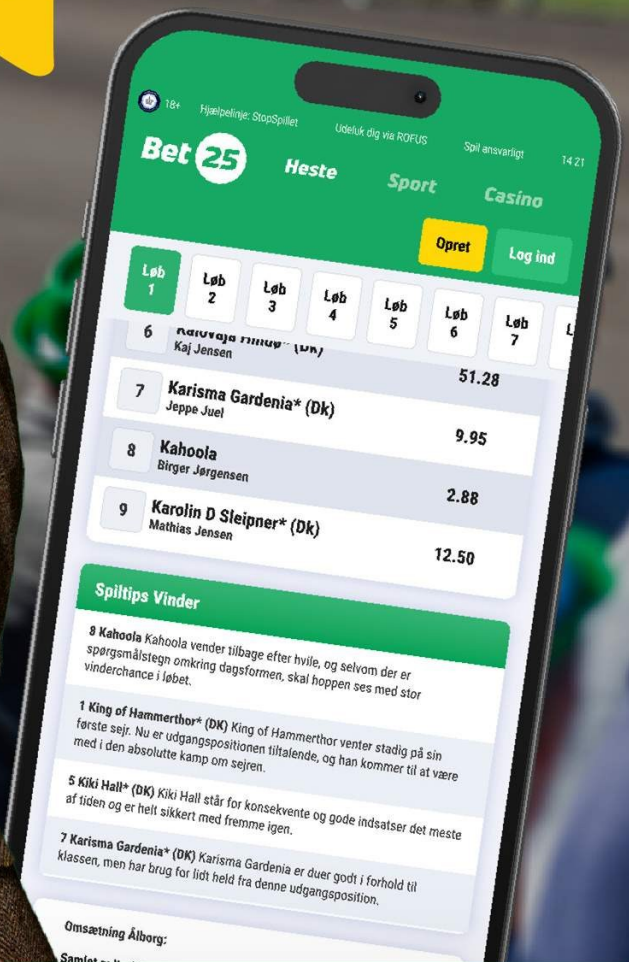 18+ Hjælpelinje: StopSpillet Udeluk dig via ROFUS Spil ansvarligt 14 21
Bet 25 Heste Sport Casino
Opret Log ind
Løb 1
Løb 2
Løb 3
Løb 4
Løb 5
Løb 6
Løb 7
6
Kaj Jensen
51.28
7 Karisma Gardenia* (Dk)
Jeppe Juel
9.95
8 Kahoola
Birger Jørgensen
2.88
9 Karolin D Sleipner* (Dk)
Mathias Jensen
12.50
Spiltips Vinder
8 Kahoola Kahoola vender tilbage efter hvile, og selvom der er
spørgsmålstegn omkring dagsformen, skal hoppen ses med stor
vinderchance i løbet.
1 King of Hammerthor* (DK) King of Hammerthor venter stadig på sin
første sejr. Nu er udgangspositionen tiltalende, og han kommer til at være
med i den absolutte kamp om sejren.
5 Kiki Hall* (DK) Kiki Hall står for konsekvente og gode indsatser det meste
af tiden og er helt sikkert med fremme igen.
7 Karisma Gardenia* (DK) Karisma Gardenia er duer godt i forhold til
klassen, men har brug for lidt held fra denne udgangsposition.
Omsætning Ålborg:
Samlet